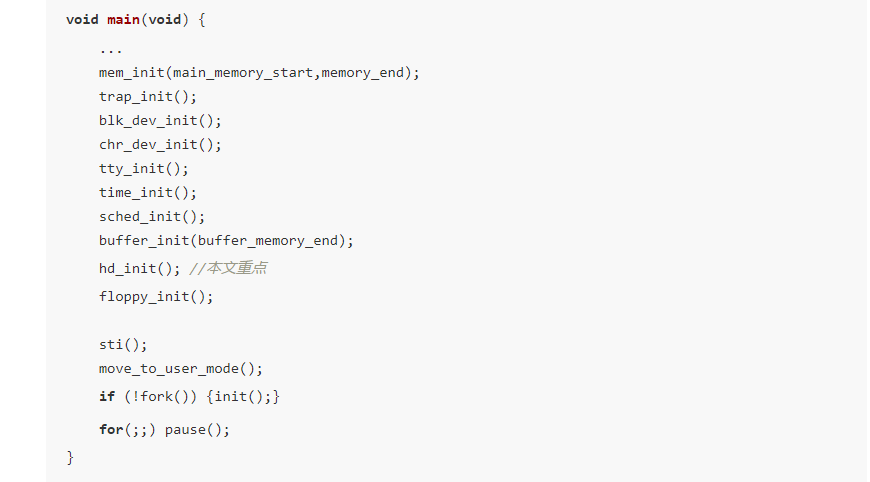 void main(void) {
...
mem_init(main_memory_start,memory_end);
trap_init();
blk_dev_init();
chr_dev_init();
tty_init();
time_init();
sched_init();
buffer_init(buffer_memory_end);
hd_init(); //本文重点
floppy_init();
sti();
move_to_user_mode();
if (!fork()) {init();}
for(;;) pause();
}